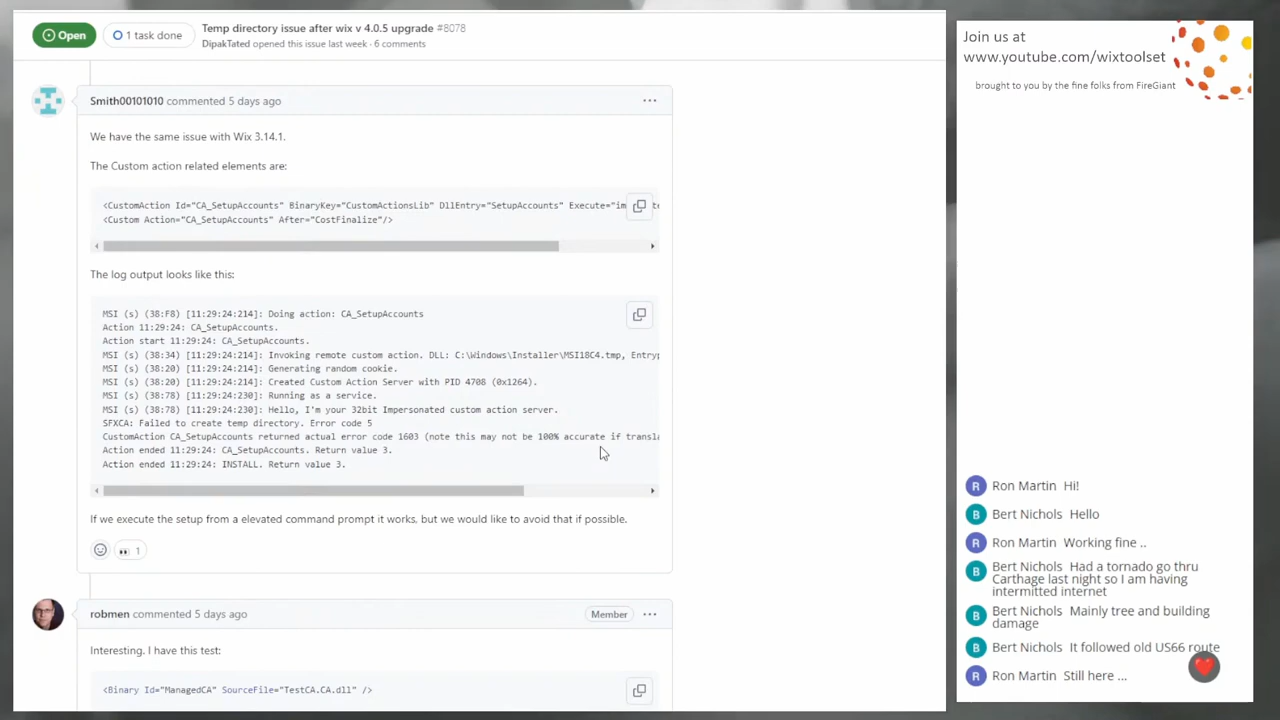 Open
1 task done
Temp directory issue after wix v 4.0.5 upgrade #8078
DipakTated opened this issue last week · 6 comments
Smith00101010 commented 5 days ago
We have the same issue with Wix 3.14.1.
The Custom action related elements are:
<CustomAction Id="CA_SetupAccounts" BinaryKey="CustomActionsLib" DllEntry="SetupAccounts" Execute="im
<Custom Action="CA_SetupAccounts" After="CostFinalize"/>
The log output looks like this:
MSI (s) (38:F8) [11:29:24:214]: Doing action: CA_SetupAccounts
Action 11:29:24: CA_SetupAccounts.
Action start 11:29:24: CA_SetupAccounts.
MSI (s) (38:34) [11:29:24:214]: Invoking remote custom action. DLL: C:\Windows\Installer\MSI18C4.tmp, Entryp
MSI (s) (38:20) [11:29:24:214]: Generating random cookie.
MSI (s) (38:20) [11:29:24:214]: Created Custom Action Server with PID 4708 (0x1264).
MSI (s) (38:78) [11:29:24:230]: Running as a service.
MSI (s) (38:78) [11:29:24:230]: Hello, I'm your 32bit Impersonated custom action server.
SFXCA: Failed to create temp directory. Error code 5
CustomAction CA_SetupAccounts returned actual error code 1603 (note this may not be 100% accurate if transla
Action ended 11:29:24: CA_SetupAccounts. Return value 3.
Action ended 11:29:24: INSTALL. Return value 3.
If we execute the setup from a elevated command prompt it works, but we would like to avoid that if possible.
1
robmen commented 5 days ago
Member
Interesting. I have this test:
<Binary Id="ManagedCA" SourceFile="TestCA.CA.dll" />
Join us at
www.youtube.com/wixtoolset
brought to you by the fine folks from FireGiant
R Ron Martin Hi!
B Bert Nichols Hello
R Ron Martin Working fine ..
B Bert Nichols Had a tornado go thru
Carthage last night so I am having
intermitted internet
B Bert Nichols Mainly tree and building
damage
B Bert Nichols It followed old US66 route
R Ron Martin Still here ...